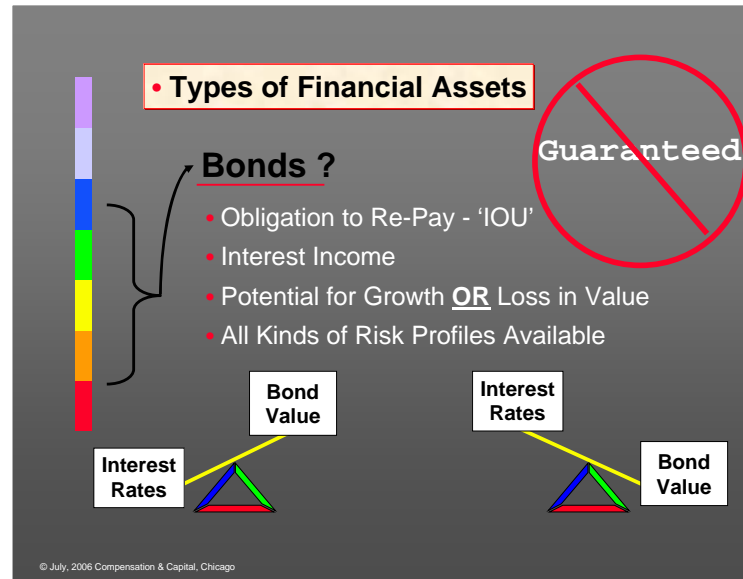 • Types of Financial Assets
Guaranteed
Bonds ?
• Obligation to Re-Pay - ‘IOU’
• Interest Income
• Potential for Growth OR Loss in Value
• All Kinds of Risk Profiles Available
Bond
Value
Interest
Rates
Interest
Rates
Bond
Value
© July, 2006 Compensation & Capital, Chicago